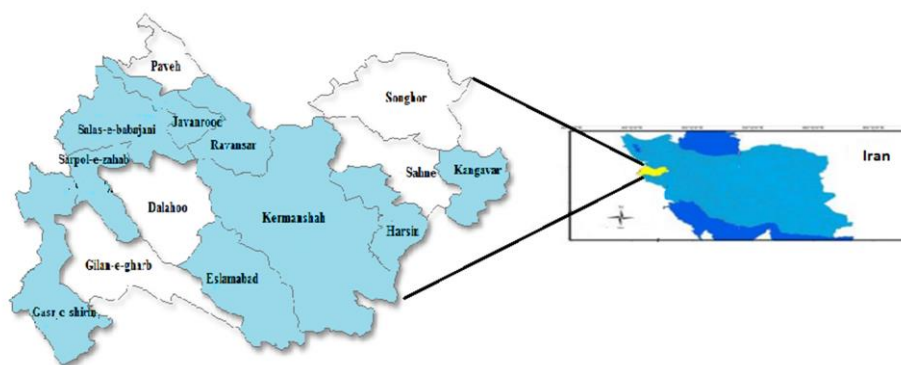 Paveh
Songhor
Salas-e-babajani
Javanrood
Ravansar
Sarpol-e-zahab
Sahne
Kangavar
Dalahoo
Kermanshah
Harsin
Gilan-e-gharb
Eslamabad
Gasr-e-shirin
Iran